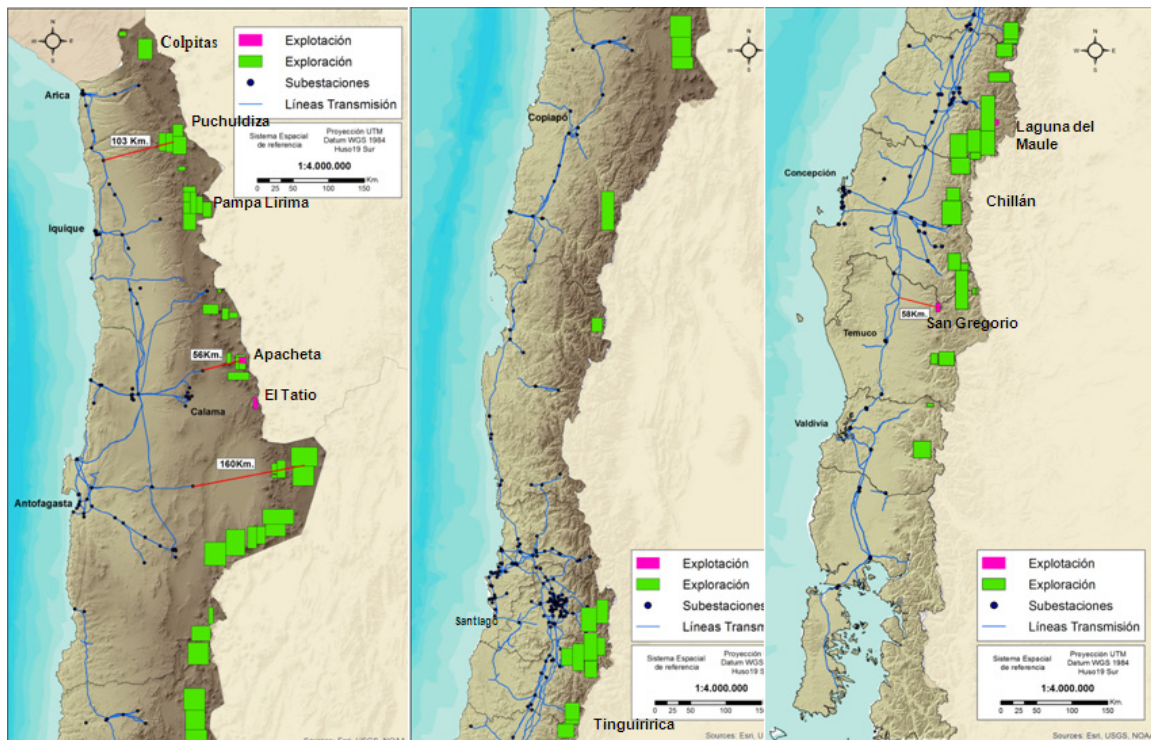 Colpitas
Explotación
Exploración
Subestaciones
Líneas Transmisión
Sistema Espacial
de referencia
Proyección UTM
Datum WGS 1984
Huso19 Sur
1:4.000.000
0 25 50 100 150
Km.
N
W E
S
Arica
Puchuldiza
103 Km.
Pampa Lirima
Iquique
56Km.
Apacheta
El Tatio
Calama
160Km.
Antofagasta
Sources: Esri, USGS, NOAA
N
W
S
Copiapó
Santiago
Tinguiririca
Explotación
Exploración
Subestaciones
Líneas Transm
Sistema Espacial
de referencia
Proyección UTM
Datum WGS
Huso19 S
1:4.000.000
0 25 50 100 150
Sources: Esri, U
N
W E
S
Laguna del
Maule
Concepción
Chillán
58Km.
San Gregorio
Temuco
Valdivia
Explotación
Exploración
Subestaciones
Líneas Transmisión
Sistema Espacial
de referencia
Proyección UTM
Datum WGS 1984
Huso19 Sur
1:4.000.000
0 25 50 100 150
Km.
Sources: Esri, USGS, NOA